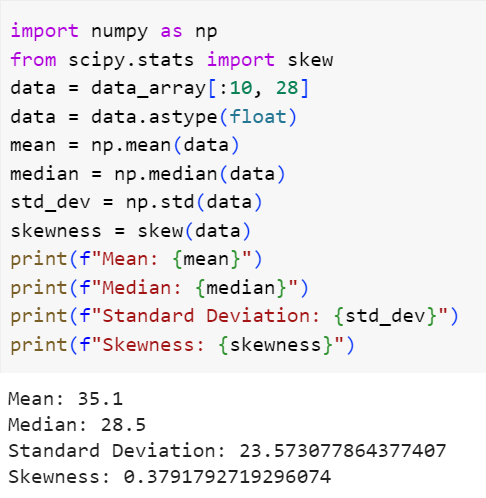 import numpy as np
from scipy.stats import skew
data = data_array[:10, 28]
data = data.astype(float)
mean = np.mean(data)
median = np.median(data)
std_dev = np.std(data)
skewness = skew(data)
print(f"Mean: {mean}")
print(f"Median: {median}")
print(f"Standard Deviation: {std_dev}")
print(f"Skewness: {skewness}")
Mean: 35.1
Median: 28.5
Standard Deviation: 23.573077864377407
Skewness: 0.3791792719296074